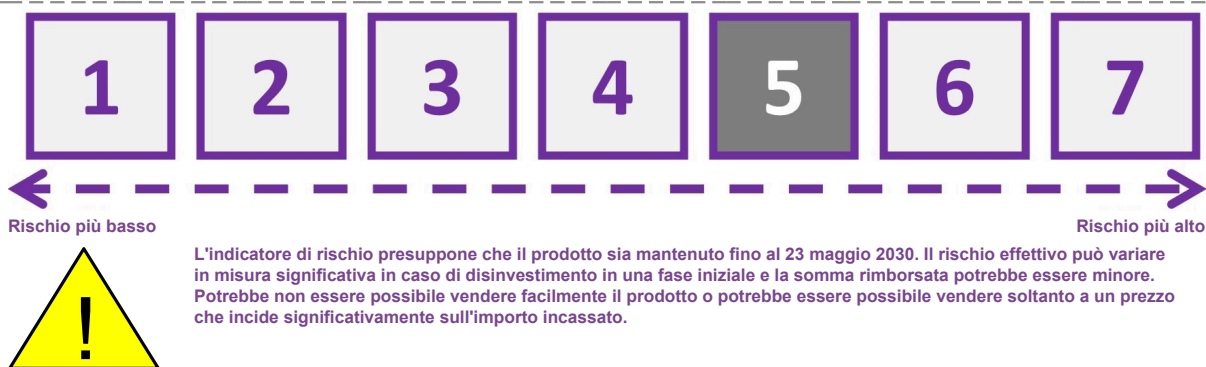 1 2 3 4 5 6 7
Rischio più basso Rischio più alto
!
L'indicatore di rischio presuppone che il prodotto sia mantenuto fino al 23 maggio 2030. Il rischio effettivo può variare
in misura significativa in caso di disinvestimento in una fase iniziale e la somma rimborsata potrebbe essere minore.
Potrebbe non essere possibile vendere facilmente il prodotto o potrebbe essere possibile vendere soltanto a un prezzo
che incide significativamente sull'importo incassato.